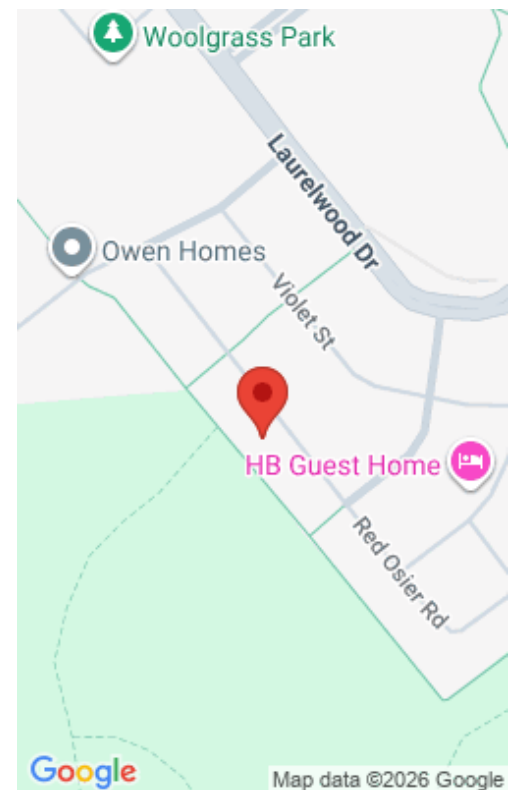 Woolgrass Park
Laurelwood Dr
Owen Homes
Violet St
HB Guest Home
Red Osier Rd
Google
Map data ©2026 Google